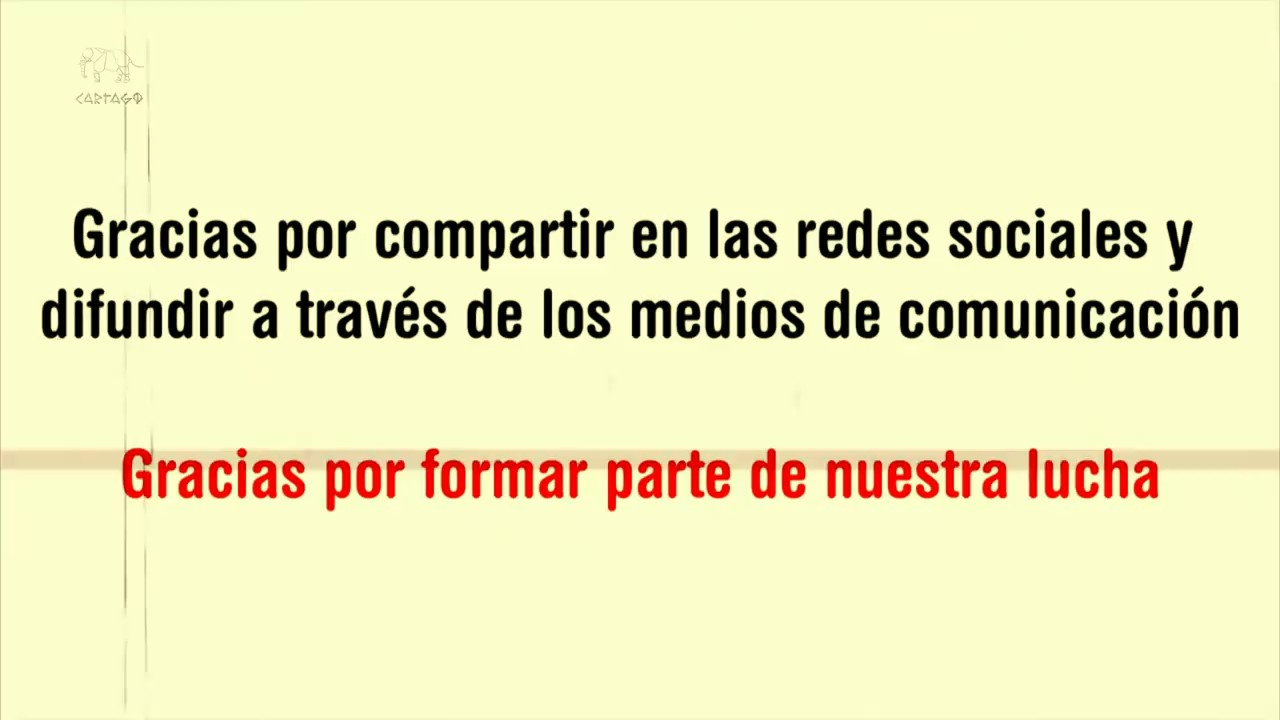 CARTAGO
Gracias por compartir en las redes sociales y
difundir a través de los medios de comunicación
Gracias por formar parte de nuestra lucha